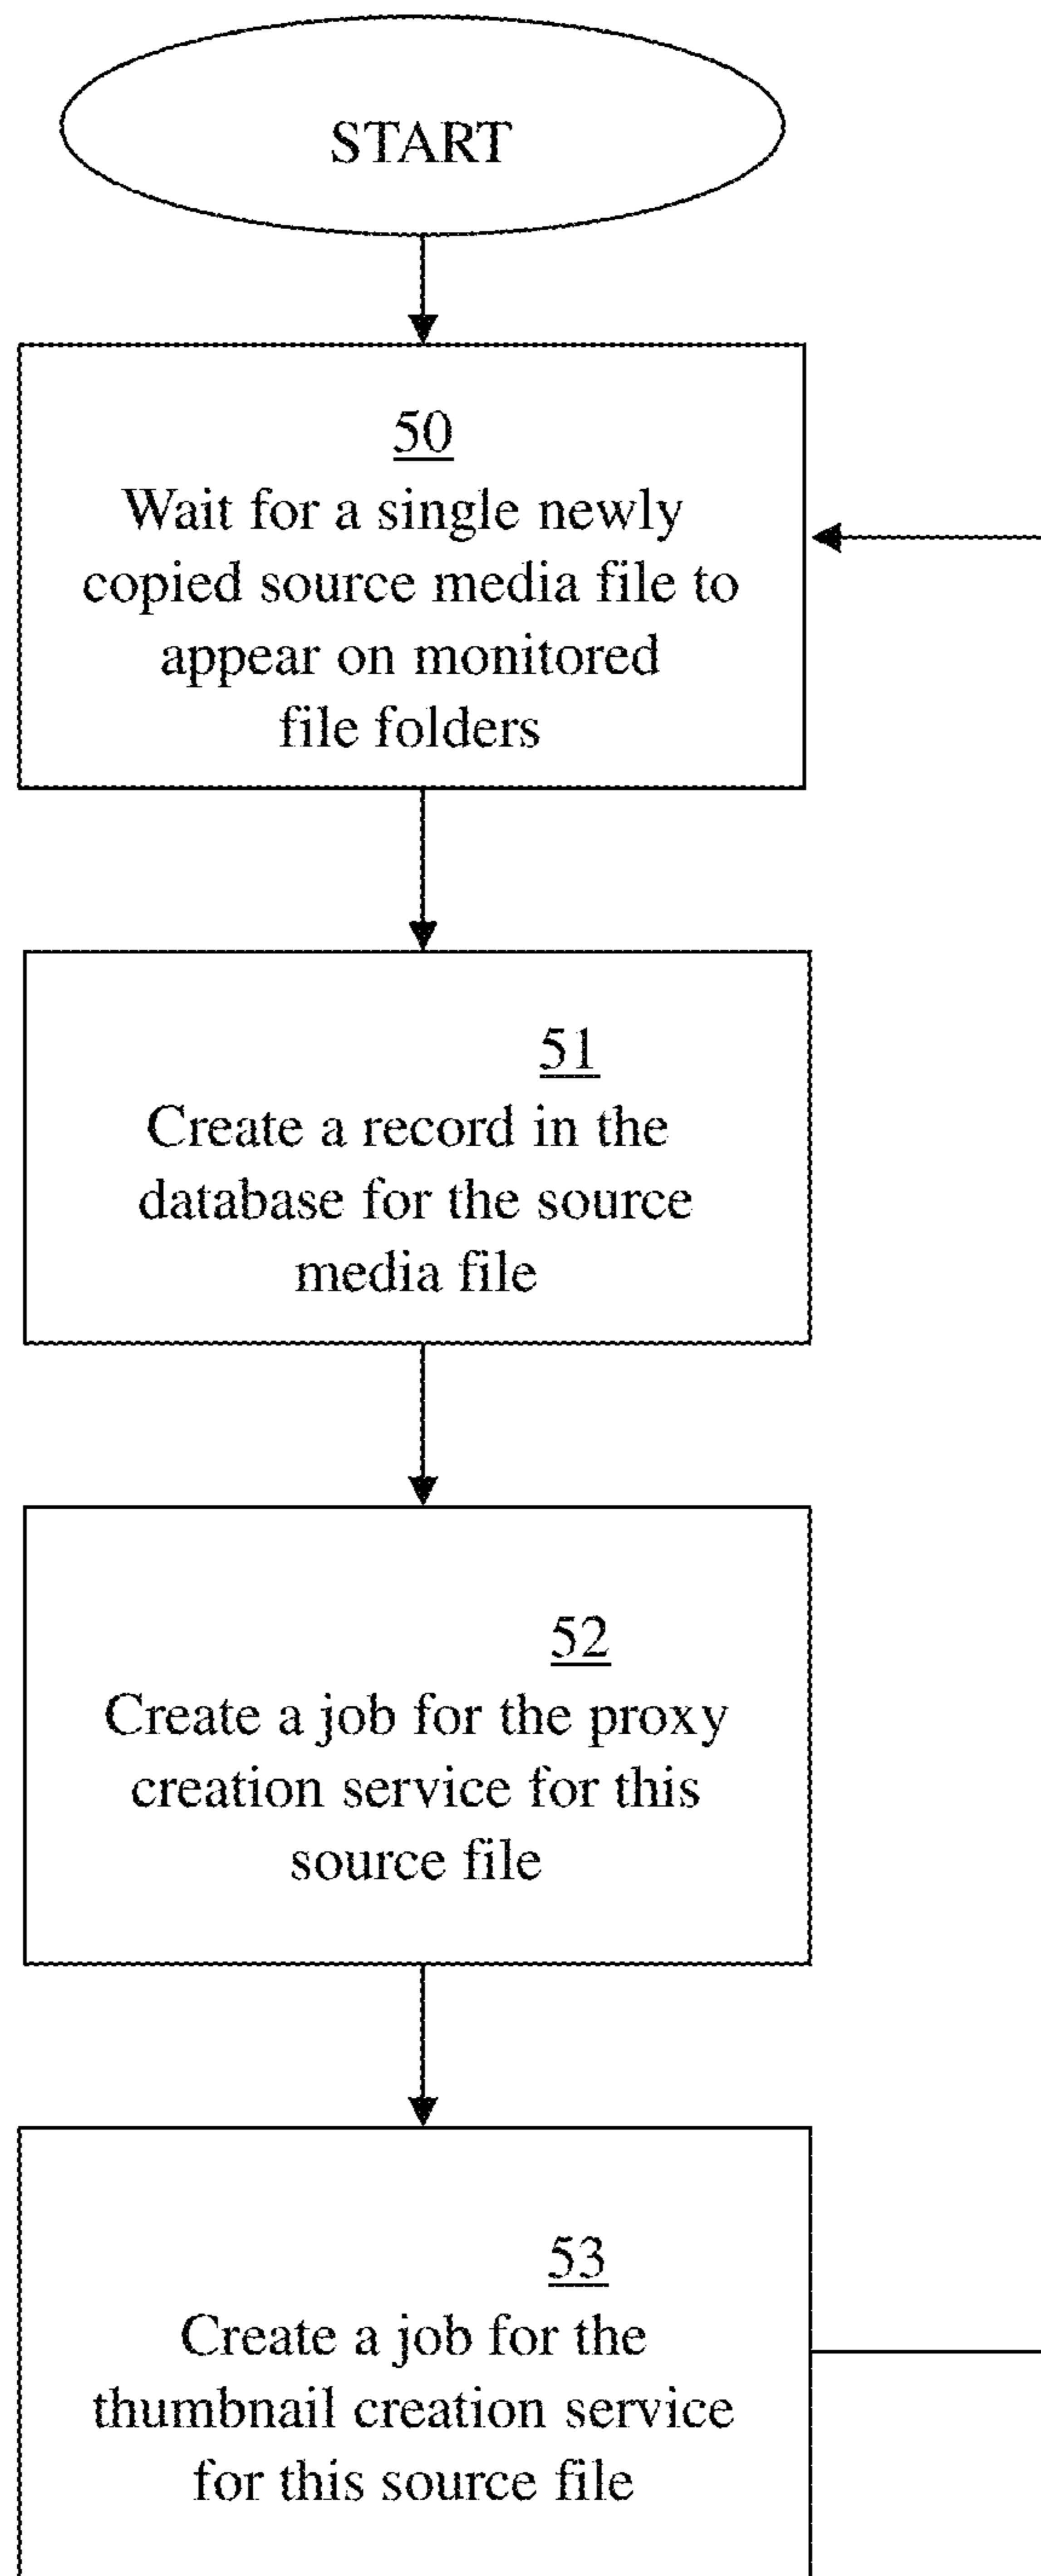 START
50
Wait for a single newly
copied source media file to
appear on monitored
file folders
51
Create a record in the
database for the source
media file
52
Create a job for the proxy
creation service for this
source file
53
Create a job for the
thumbnail creation service
for this source file